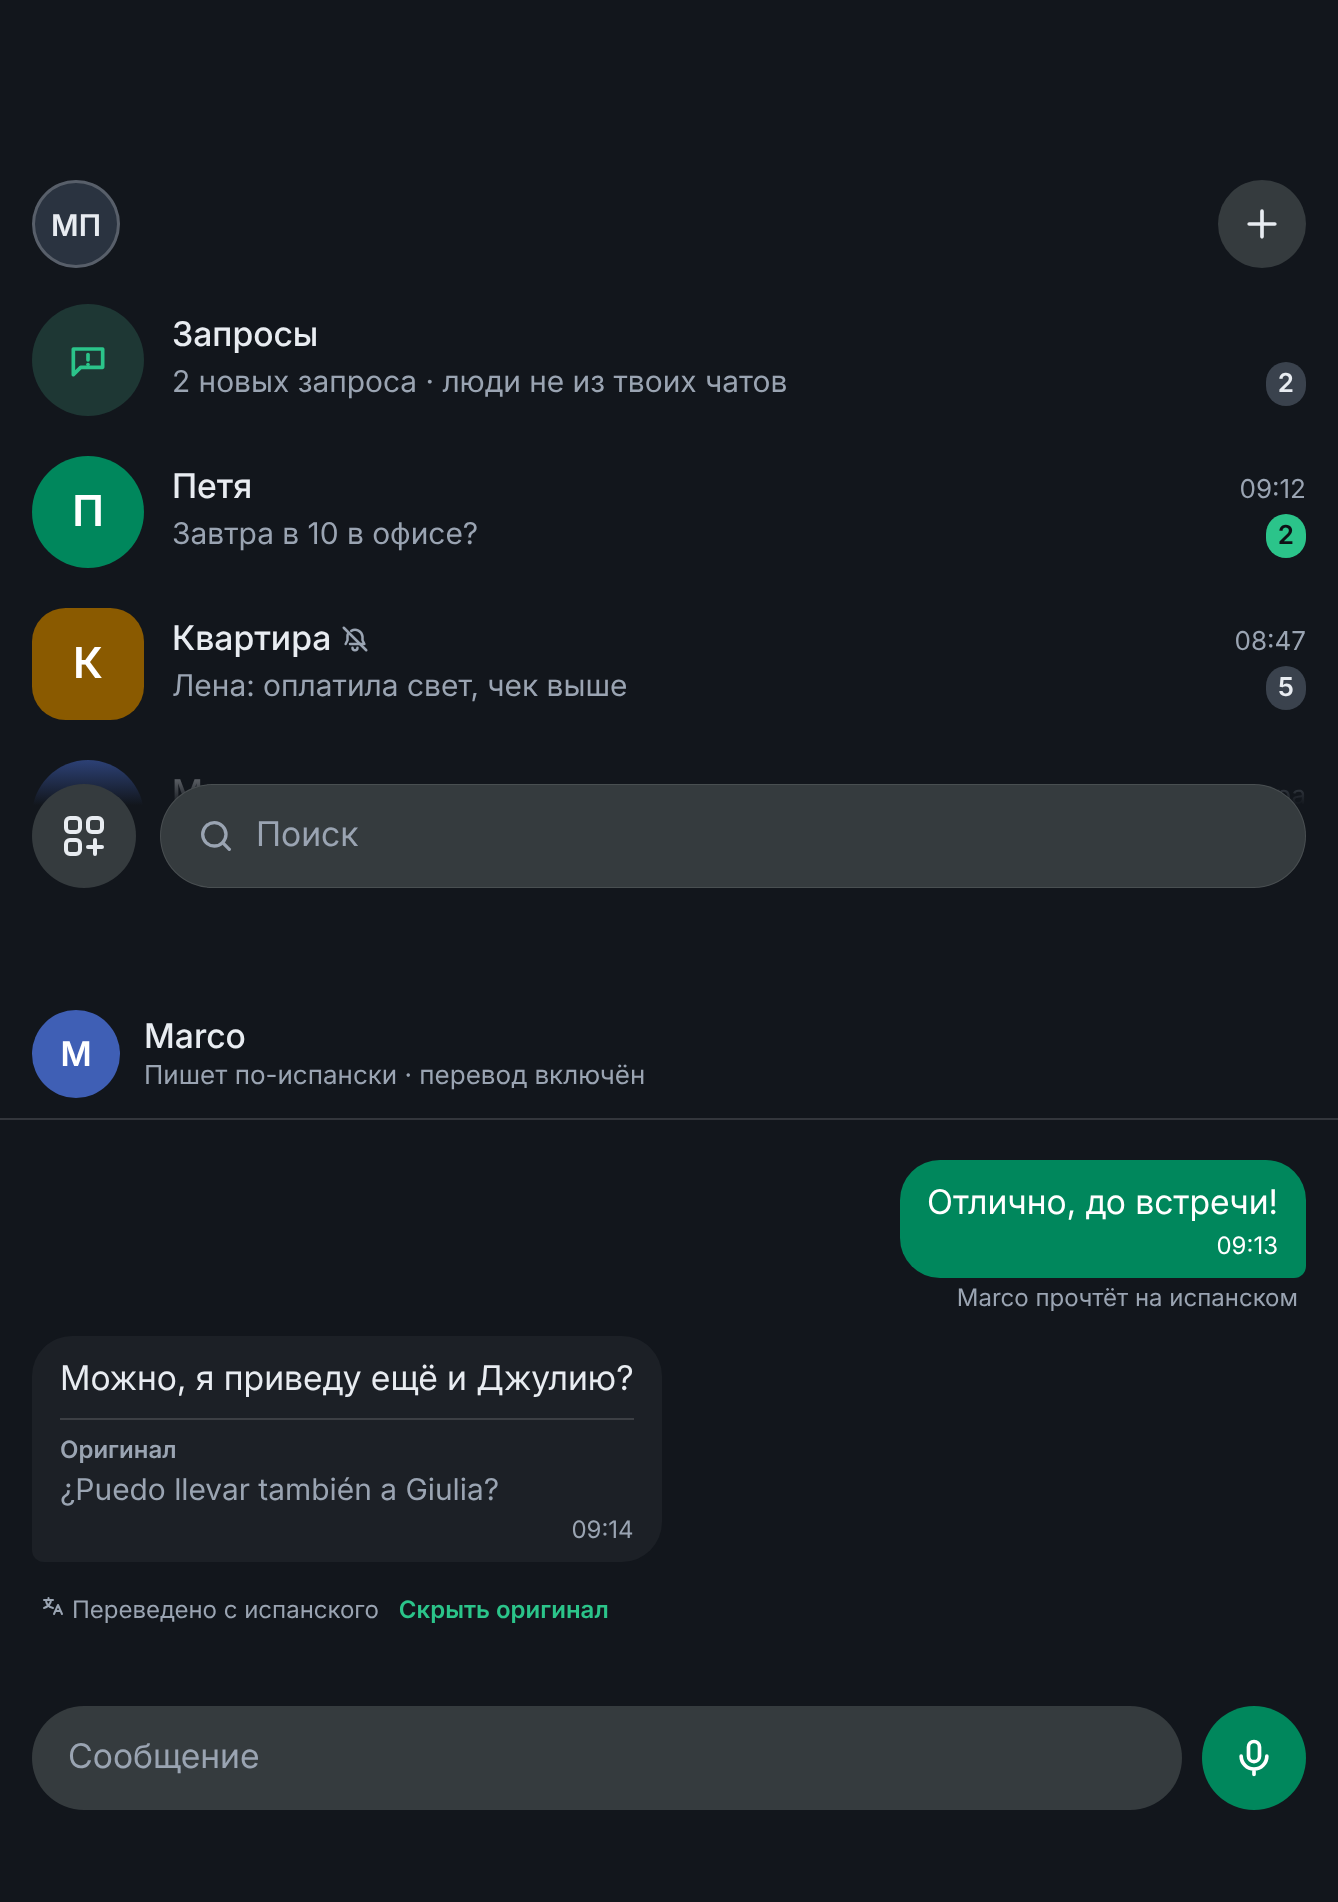 МП
Запросы
2 новых запроса · люди не из твоих чатов
2
П
Петя
09:12
Завтра в 10 в офисе?
2
К
Квартира
08:47
Лена: оплатила свет, чек выше
5
Поиск
M
Marco
Пишет по-испански · перевод включён
Отлично, до встречи!
09:13
Marco прочтёт на испанском
Можно, я приведу ещё и Джулию?
Оригинал
¿Puedo llevar también a Giulia?
09:14
Переведено с испанского Скрыть оригинал
Сообщение